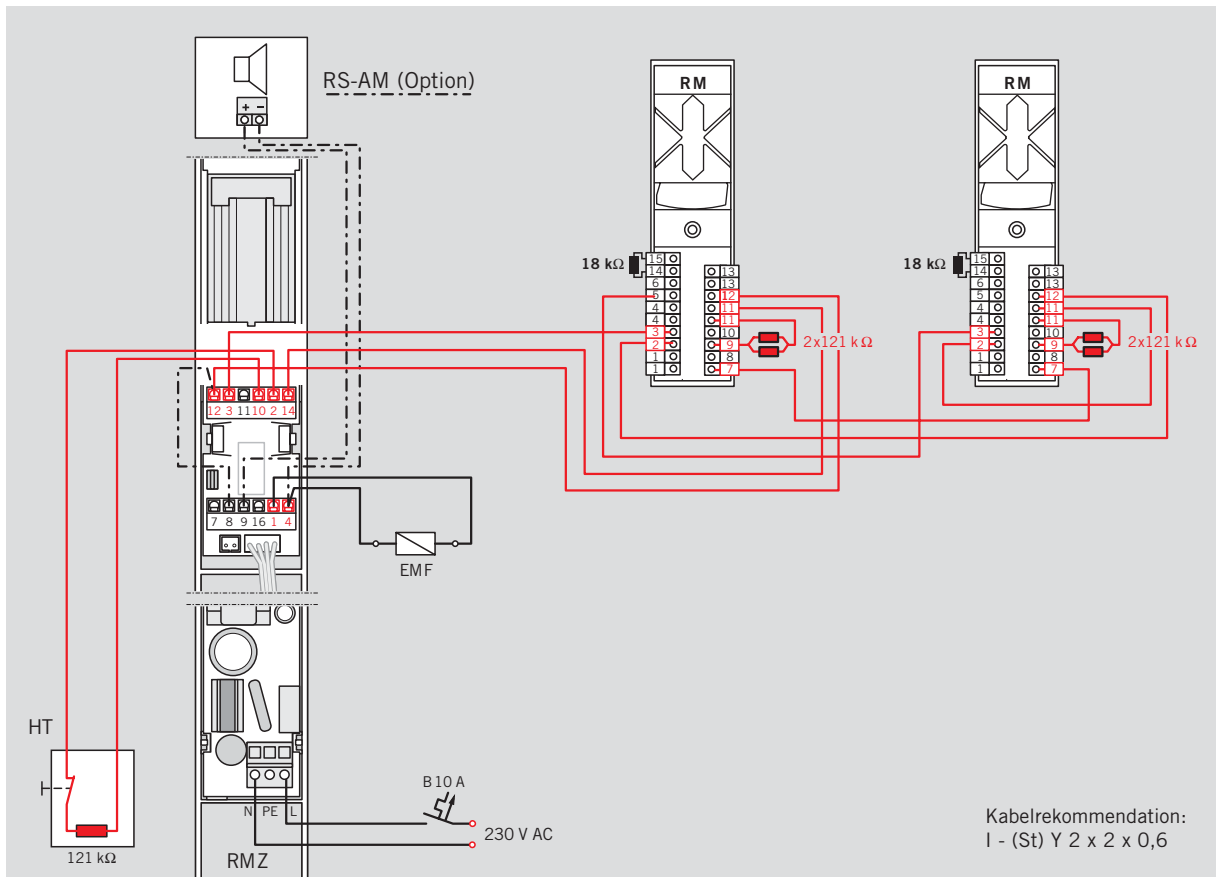 RS-AM (Option)
+ −
RM
RM
18 kΩ
15
14
6
5
4
4
3
2
1
1
13
13
12
11
11
10
9
8
7
2x121 k Ω
18 kΩ
15
14
6
5
4
4
3
2
1
1
13
13
12
11
11
10
9
8
7
2x121 k Ω
12 3 11 10 2 14
7 8 9 16 1 4
EMF
HT
121 kΩ
N PE L
RMZ
B 10 A
230 V AC
Kabelrekommendation:
I - (St) Y 2 x 2 x 0,6